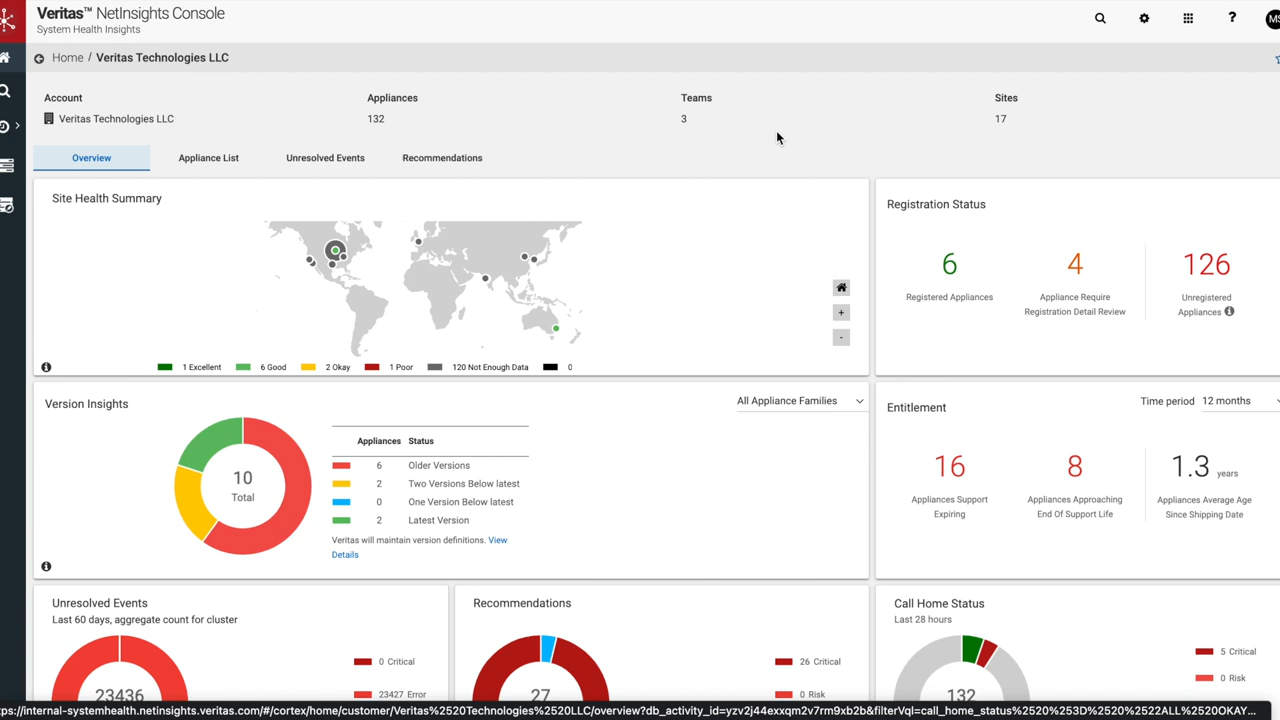 Veritas™ NetInsights Console
System Health Insights
?
MS
Home / Veritas Technologies LLC
Account
Appliances
Teams
Sites
Veritas Technologies LLC
132
3
17
Overview
Appliance List
Unresolved Events
Recommendations
Site Health Summary
+
-
1 Excellent
6 Good
2 Okay
1 Poor
120 Not Enough Data
0
Registration Status
6
Registered Appliances
4
Appliance Require
Registration Detail Review
126
Unregistered
Appliances
Version Insights
All Appliance Families
10
Total
Appliances Status
6 Older Versions
2 Two Versions Below latest
0 One Version Below latest
2 Latest Version
Veritas will maintain version definitions. View
Details
Entitlement
Time period 12 months
16
Appliances Support
Expiring
8
Appliances Approaching
End Of Support Life
1.3 years
Appliances Average Age
Since Shipping Date
Unresolved Events
Last 60 days, aggregate count for cluster
23436
0 Critical
23427 Error
Recommendations
27
26 Critical
0 Risk
Call Home Status
Last 28 hours
132
5 Critical
0 Risk
ps://internal-systemhealth.netinsights.veritas.com/#/cortex/home/customer/Veritas%2520Technologies%2520LLC/overview?db_activity_id=yzv2j44exxqm2v7rm9xb2b&filterVql=call_home_status%2520%253D%2520%2522ALL%2520OKAY...